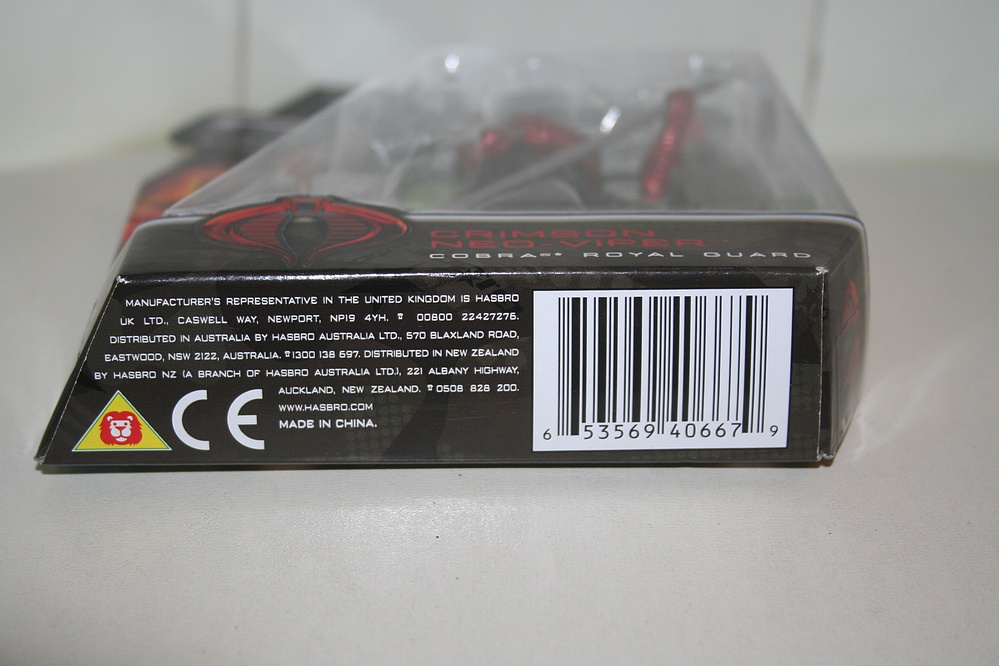 CRIMSON
NEO-VIPER™
COBRA®* ROYAL GUARD
MANUFACTURER'S REPRESENTATIVE IN THE UNITED KINGDOM IS HASBRO
UK LTD., CASWELL WAY, NEWPORT, NP19 4YH. ☎ 00800 22427276.
DISTRIBUTED IN AUSTRALIA BY HASBRO AUSTRALIA LTD., 570 BLAXLAND ROAD,
EASTWOOD, NSW 2122, AUSTRALIA. ☎1300 138 697. DISTRIBUTED IN NEW ZEALAND
BY HASBRO NZ (A BRANCH OF HASBRO AUSTRALIA LTD.), 221 ALBANY HIGHWAY,
AUCKLAND, NEW ZEALAND. ☎0508 828 200.
WWW.HASBRO.COM
MADE IN CHINA.
CE
6 53569 40667 9